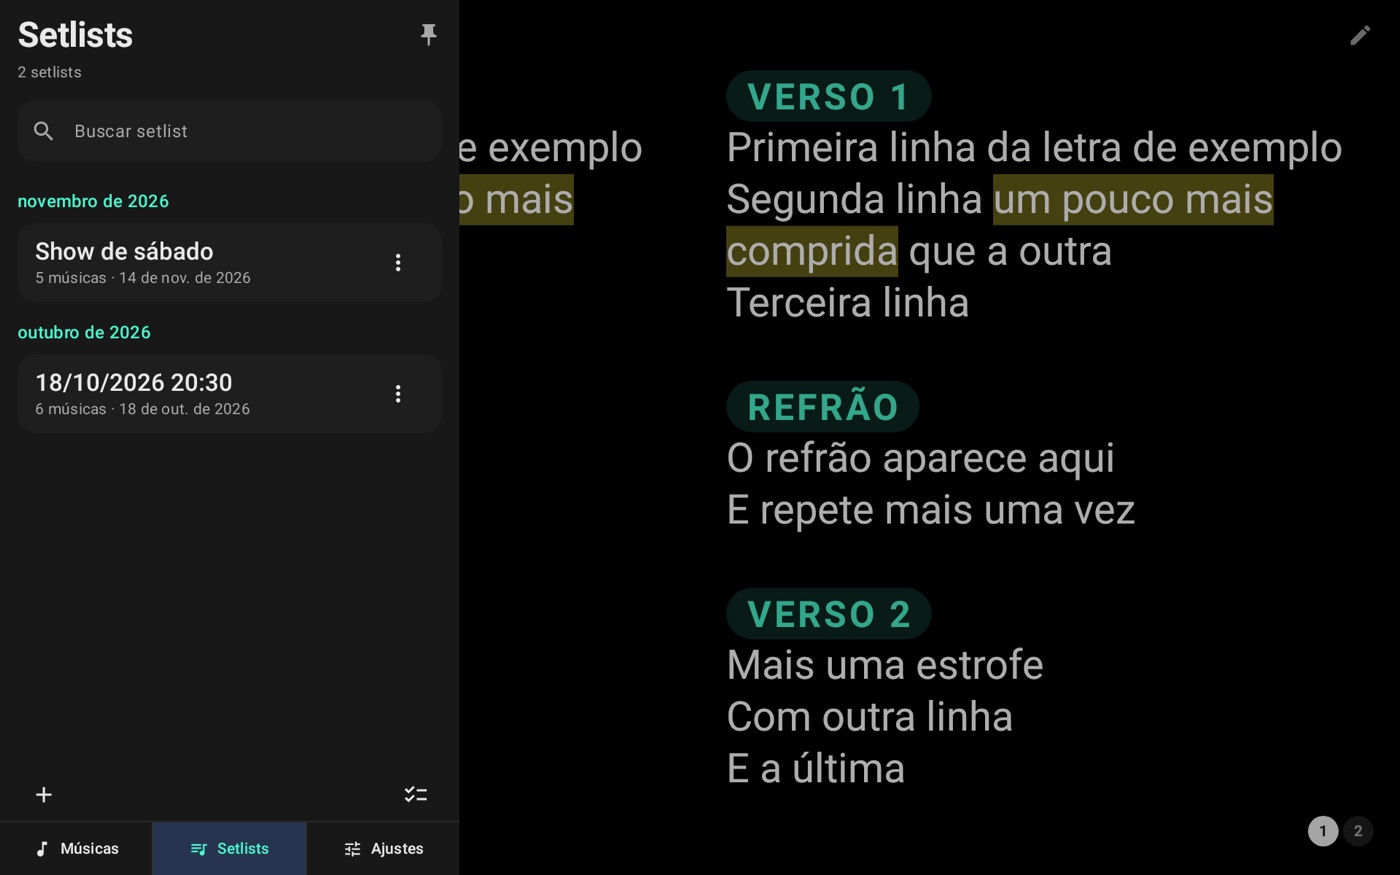 Setlists
2 setlists
Buscar setlist
novembro de 2026
Show de sábado
5 músicas · 14 de nov. de 2026
outubro de 2026
18/10/2026 20:30
6 músicas · 18 de out. de 2026
Músicas
Setlists
Ajustes
e exemplo
o mais
VERSO 1
Primeira linha da letra de exemplo
Segunda linha um pouco mais
comprida que a outra
Terceira linha
REFRÃO
O refrão aparece aqui
E repete mais uma vez
VERSO 2
Mais uma estrofe
Com outra linha
E a última
1 2